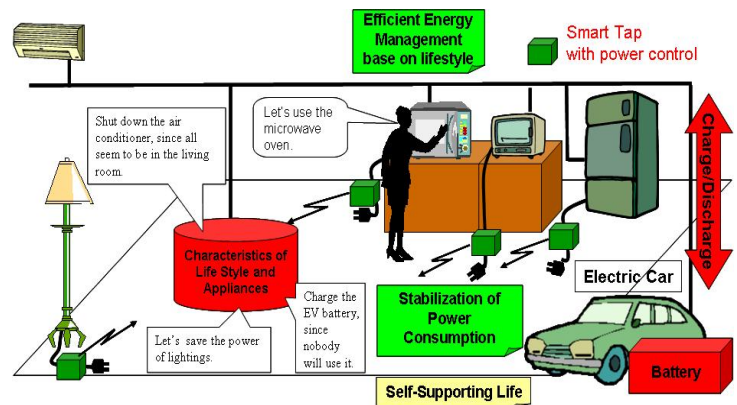 Efficient Energy
Management
base on lifestyle
Smart Tap
with power control
Shut down the air
conditioner, since all
seem to be in the living
room.
Let's use the
microwave
oven.
Charge/Discharge
Characteristics of
Life Style and
Appliances
Charge the
EV battery,
since
nobody
will use it.
Let's save the power
of lightings.
Stabilization of
Power
Consumption
Electric Car
Battery
Self-Supporting Life